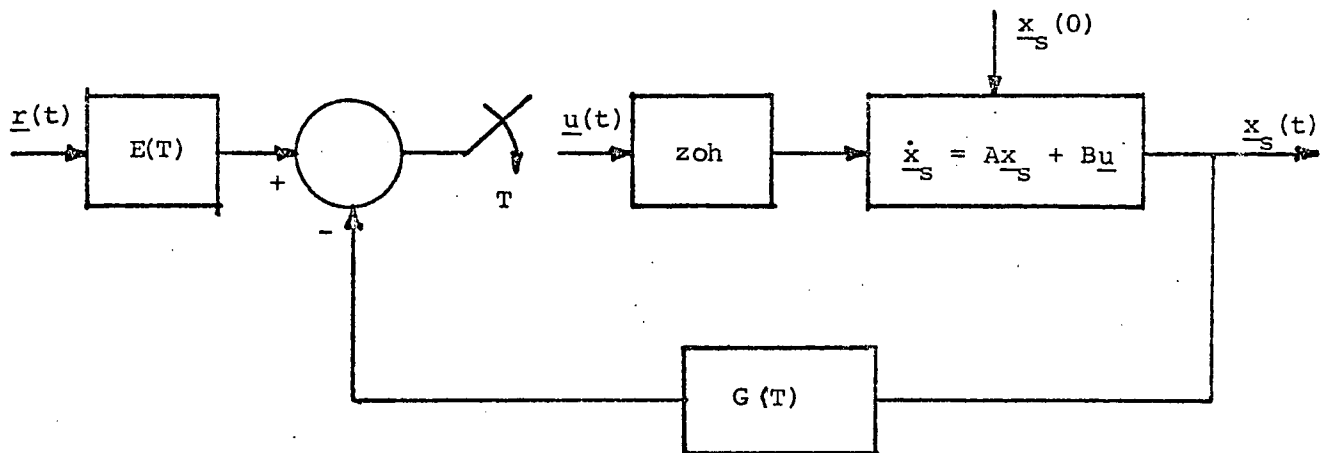 x_s(0)
r(t)
E(T)
+
-
T
u(t)
zoh
ẋ_s = Ax_s + Bu
x_s(t)
G(T)